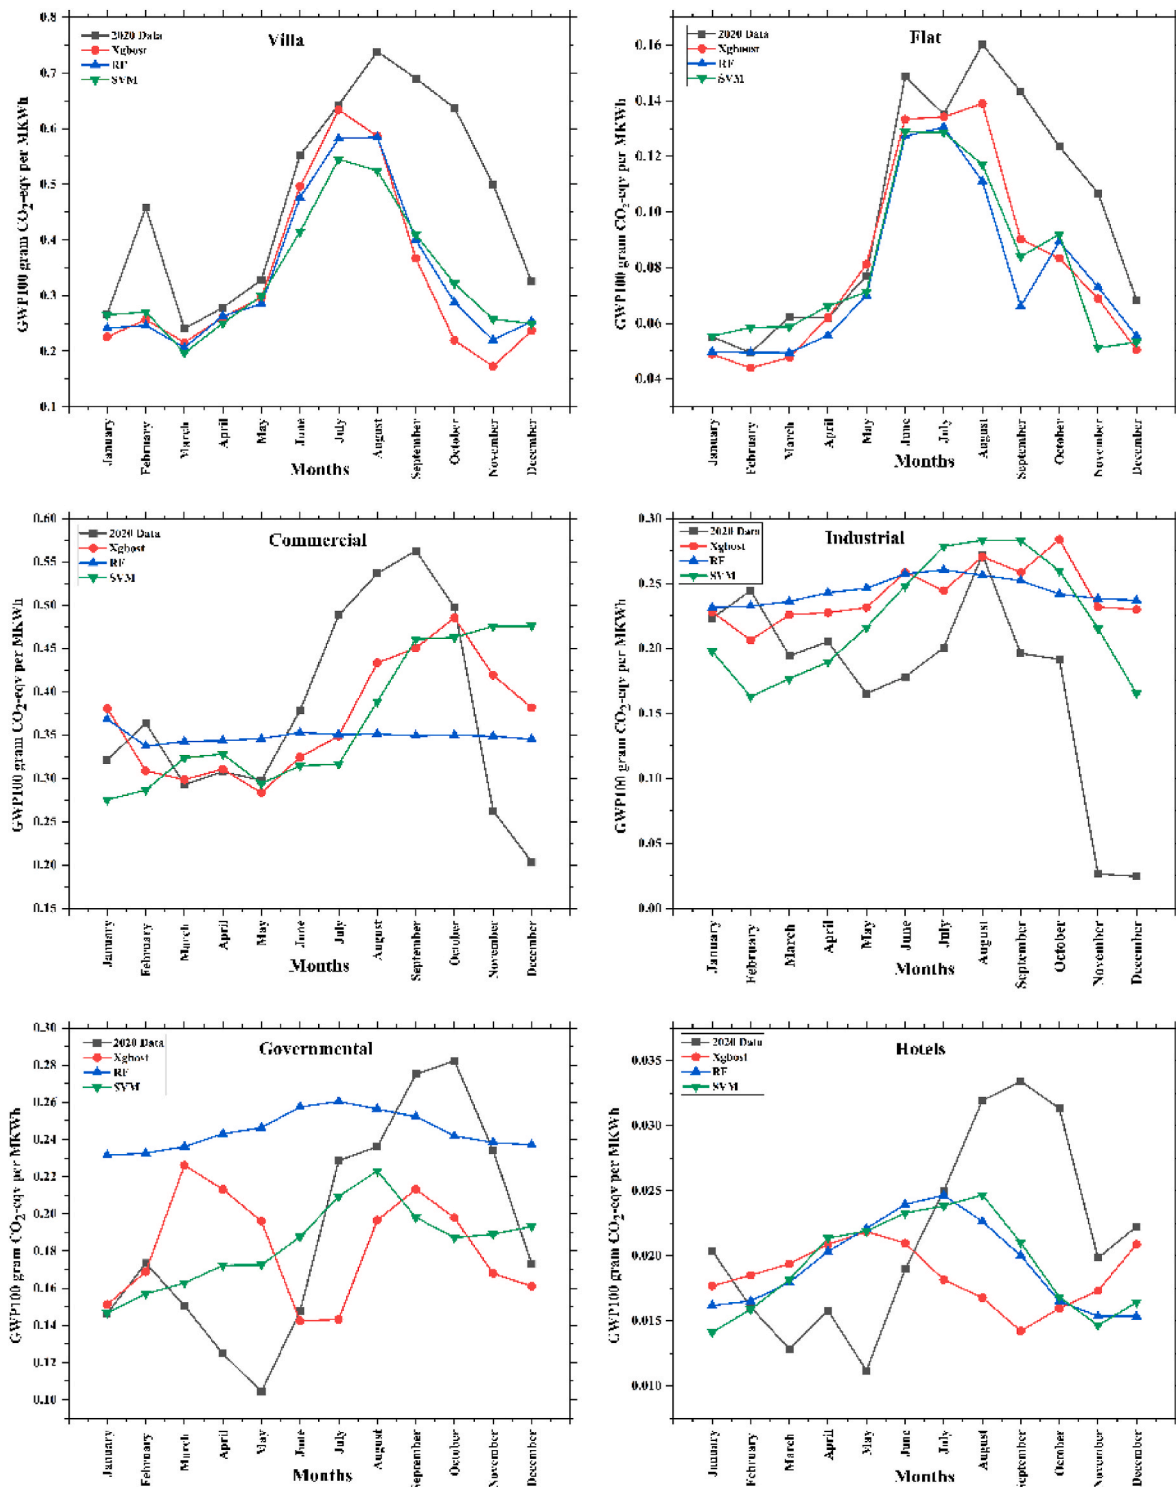 Villa
2020 Data
Xgbost
RF
SVM
GWP100 gram CO2-eqv per MKWh
0.8
0.7
0.6
0.5
0.4
0.3
0.2
0.1
January
February
March
April
May
June
July
August
September
October
November
December
Months
Flat
2020 Data
Xgboost
RF
SVM
GWP100 gram CO2-eqv per MKWh
0.16
0.14
0.12
0.10
0.08
0.06
0.04
January
February
March
April
May
June
July
August
September
October
November
December
Months
Commercial
2020 Data
Xgbost
RF
SVM
GWP100 gram CO2-eqv per MKWh
0.60
0.55
0.50
0.45
0.40
0.35
0.30
0.25
0.20
0.15
January
February
March
April
May
June
July
August
September
October
November
December
Months
Industrial
2020 Data
Xgbost
RF
SVM
GWP100 gram CO2-eqv per MKWh
0.30
0.25
0.20
0.15
0.10
0.05
0.00
January
February
March
April
May
June
July
August
September
October
November
December
Months
Governmental
2020 Data
Xgbost
RF
SVM
GWP100 gram CO2-eqv per MKWh
0.30
0.28
0.26
0.24
0.22
0.20
0.18
0.16
0.14
0.12
0.10
January
February
March
April
May
June
July
August
September
October
November
December
Months
Hotels
2020 Data
Xgbost
RF
SVM
GWP100 gram CO2-eqv per MKWh
0.035
0.030
0.025
0.020
0.015
0.010
January
February
March
April
May
June
July
August
September
October
November
December
Months